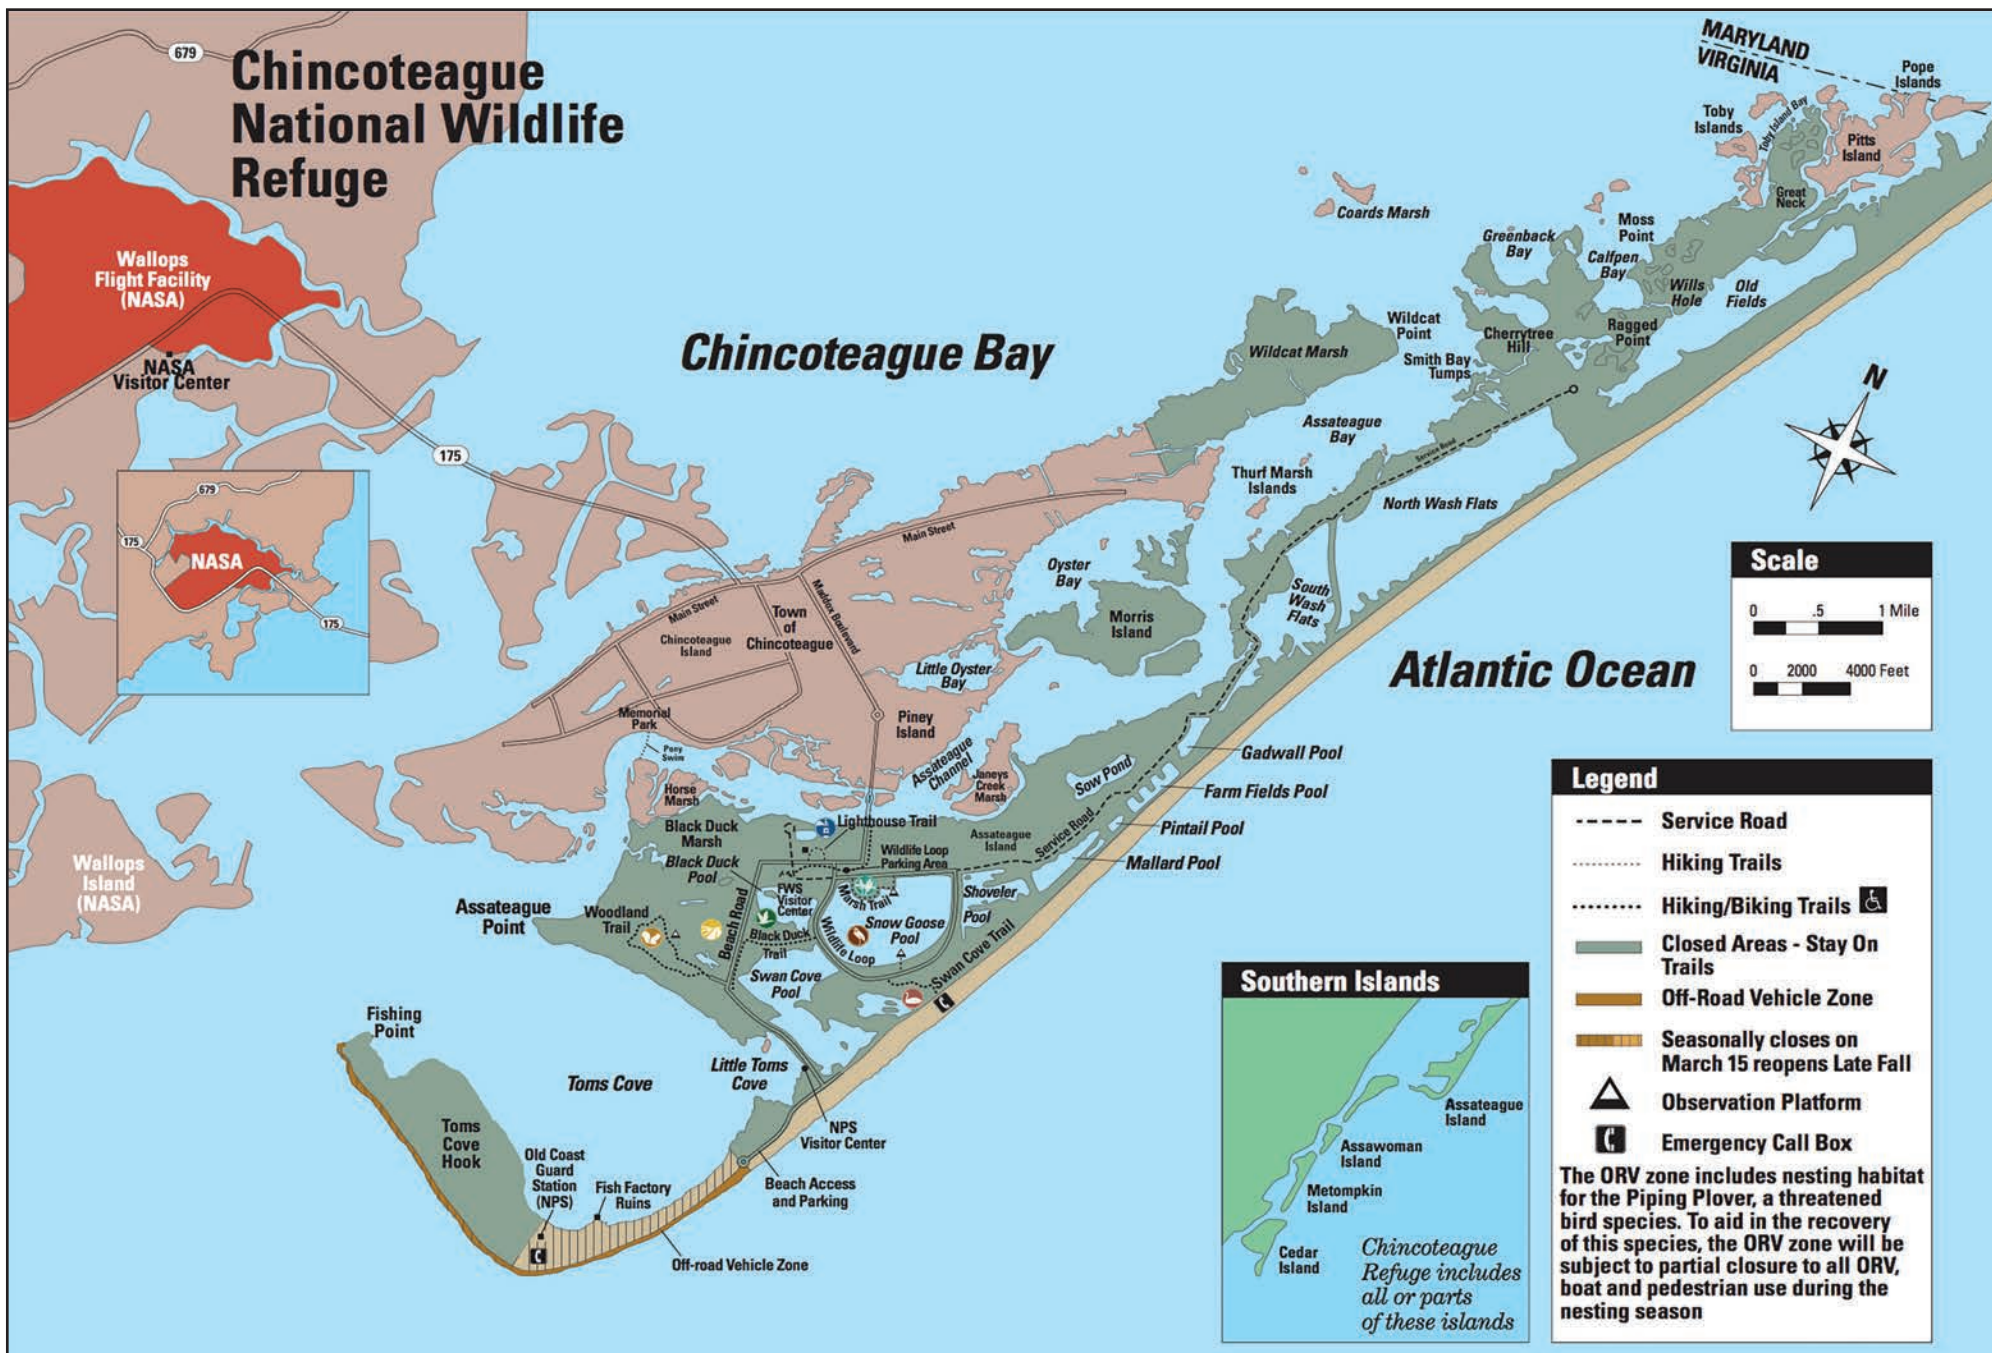 Chincoteague
National Wildlife
Refuge
679
Wallops
Flight Facility
(NASA)
NASA
Visitor Center
175
679
175
NASA
175
Wallops
Island
(NASA)
Chincoteague Bay
MARYLAND
VIRGINIA
Pope
Islands
Toby
Islands
Toby Island Bay
Pitts
Island
Great
Neck
Coards Marsh
Greenback
Bay
Moss
Point
Calfpen
Bay
Wills
Hole
Old
Fields
Wildcat
Point
Wildcat Marsh
Cherrytree
Hill
Ragged
Point
Smith Bay
Tumps
Assateague
Bay
Service Road
Thurf Marsh
Islands
North Wash Flats
N
Main Street
Oyster
Bay
South
Wash
Flats
Morris
Island
Main Street
Maddox Boulevard
Town
of
Chincoteague
Chincoteague
Island
Little Oyster
Bay
Atlantic Ocean
Memorial
Park
Pony
Swim
Piney
Island
Assateague
Channel
Janeys
Creek
Marsh
Horse
Marsh
Sow Pond
Gadwall Pool
Farm Fields Pool
Pintail Pool
Mallard Pool
Black Duck
Marsh
Lighthouse Trail
Assateague
Island
Service Road
Wildlife Loop
Parking Area
Black Duck
Pool
FWS
Visitor
Center
Marsh Trail
Shoveler
Pool
Snow Goose
Pool
Assateague
Point
Woodland
Trail
Beach Road
Black Duck
Trail
Wildlife Loop
Swan Cove Trail
Swan Cove
Pool
Fishing
Point
Toms Cove
Little Toms
Cove
NPS
Visitor Center
Toms
Cove
Hook
Old Coast
Guard
Station
(NPS)
Fish Factory
Ruins
Beach Access
and Parking
Off-road Vehicle Zone
Scale
0 .5 1 Mile
0 2000 4000 Feet
Southern Islands
Assateague
Island
Assawoman
Island
Metompkin
Island
Cedar
Island
Chincoteague
Refuge includes
all or parts
of these islands
Legend
Service Road
Hiking Trails
Hiking/Biking Trails
Closed Areas - Stay On
Trails
Off-Road Vehicle Zone
Seasonally closes on
March 15 reopens Late Fall
Observation Platform
Emergency Call Box
The ORV zone includes nesting habitat
for the Piping Plover, a threatened
bird species. To aid in the recovery
of this species, the ORV zone will be
subject to partial closure to all ORV,
boat and pedestrian use during the
nesting season